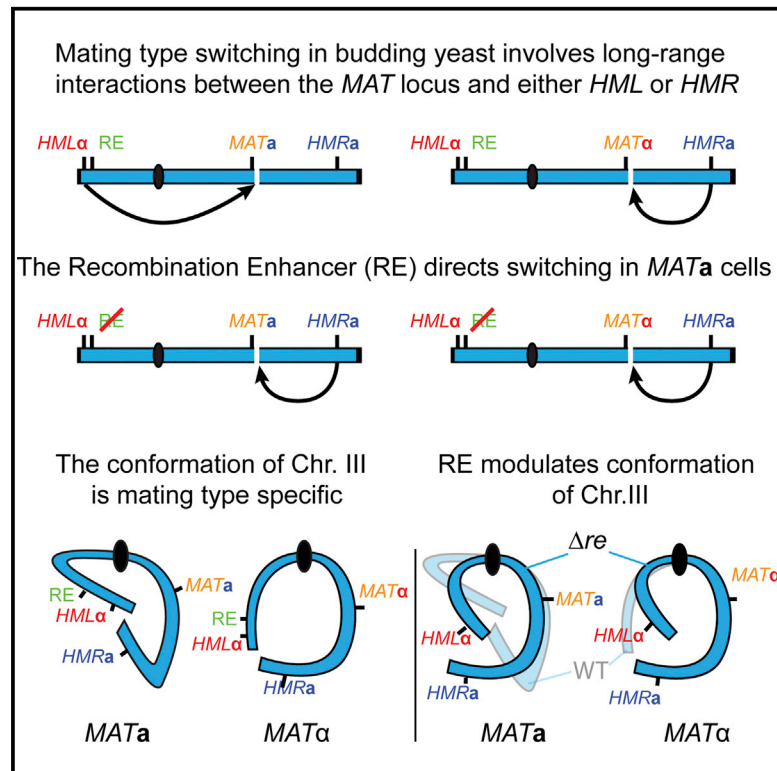 Mating type switching in budding yeast involves long-range
interactions between the MAT locus and either HML or HMR
HMLα RE MATa HMRa HMLα RE MATα HMRa
The Recombination Enhancer (RE) directs switching in MATa cells
HMLα RE MATa HMRa HMLα RE MATα HMRa
The conformation of Chr. III RE modulates conformation
is mating type specific of Chr.III
Δre
RE
HMLα
HMRa
MATa
RE
HMLα
HMRa
MATα
HMLα
HMRa
MATa
WT
HMLα
HMRa
MATα
MATa MATα MATa MATα